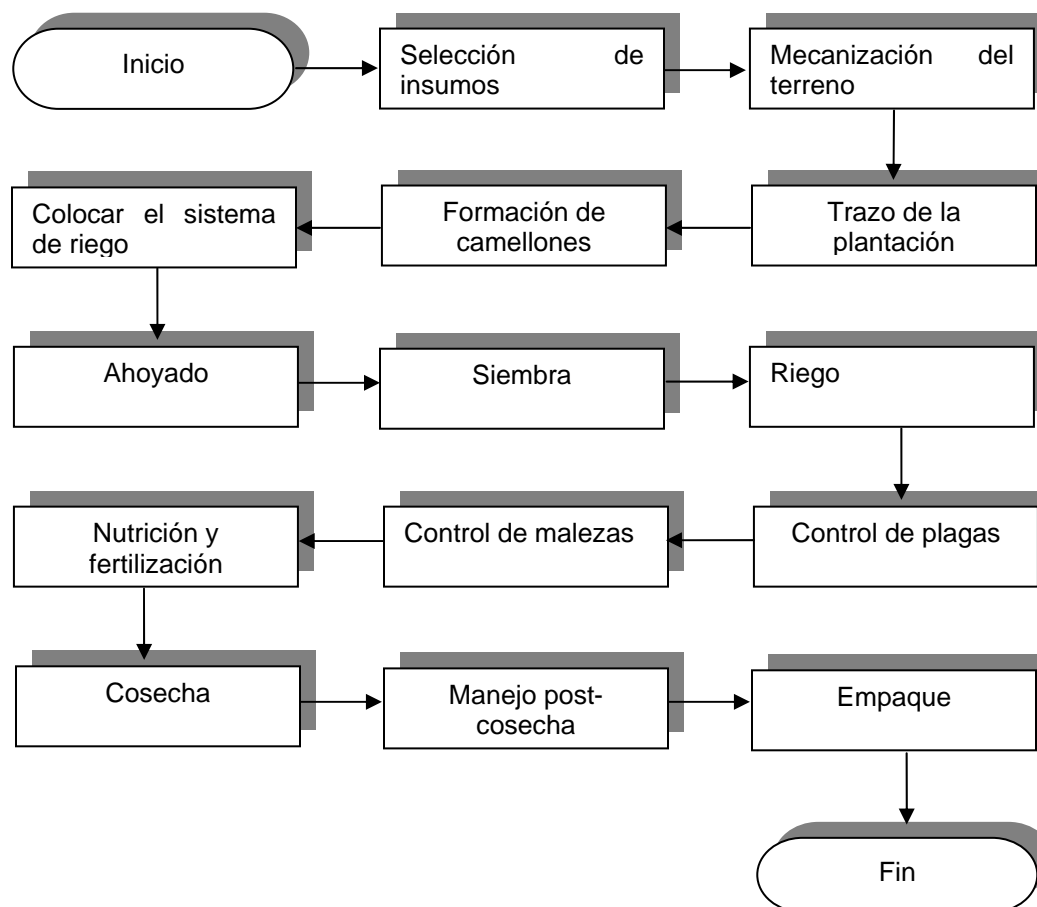 Inicio
Selección de
insumos
Mecanización del
terreno
Colocar el sistema
de riego
Formación de
camellones
Trazo de la
plantación
Ahoyado
Siembra
Riego
Nutrición y
fertilización
Control de malezas
Control de plagas
Cosecha
Manejo post-
cosecha
Empaque
Fin